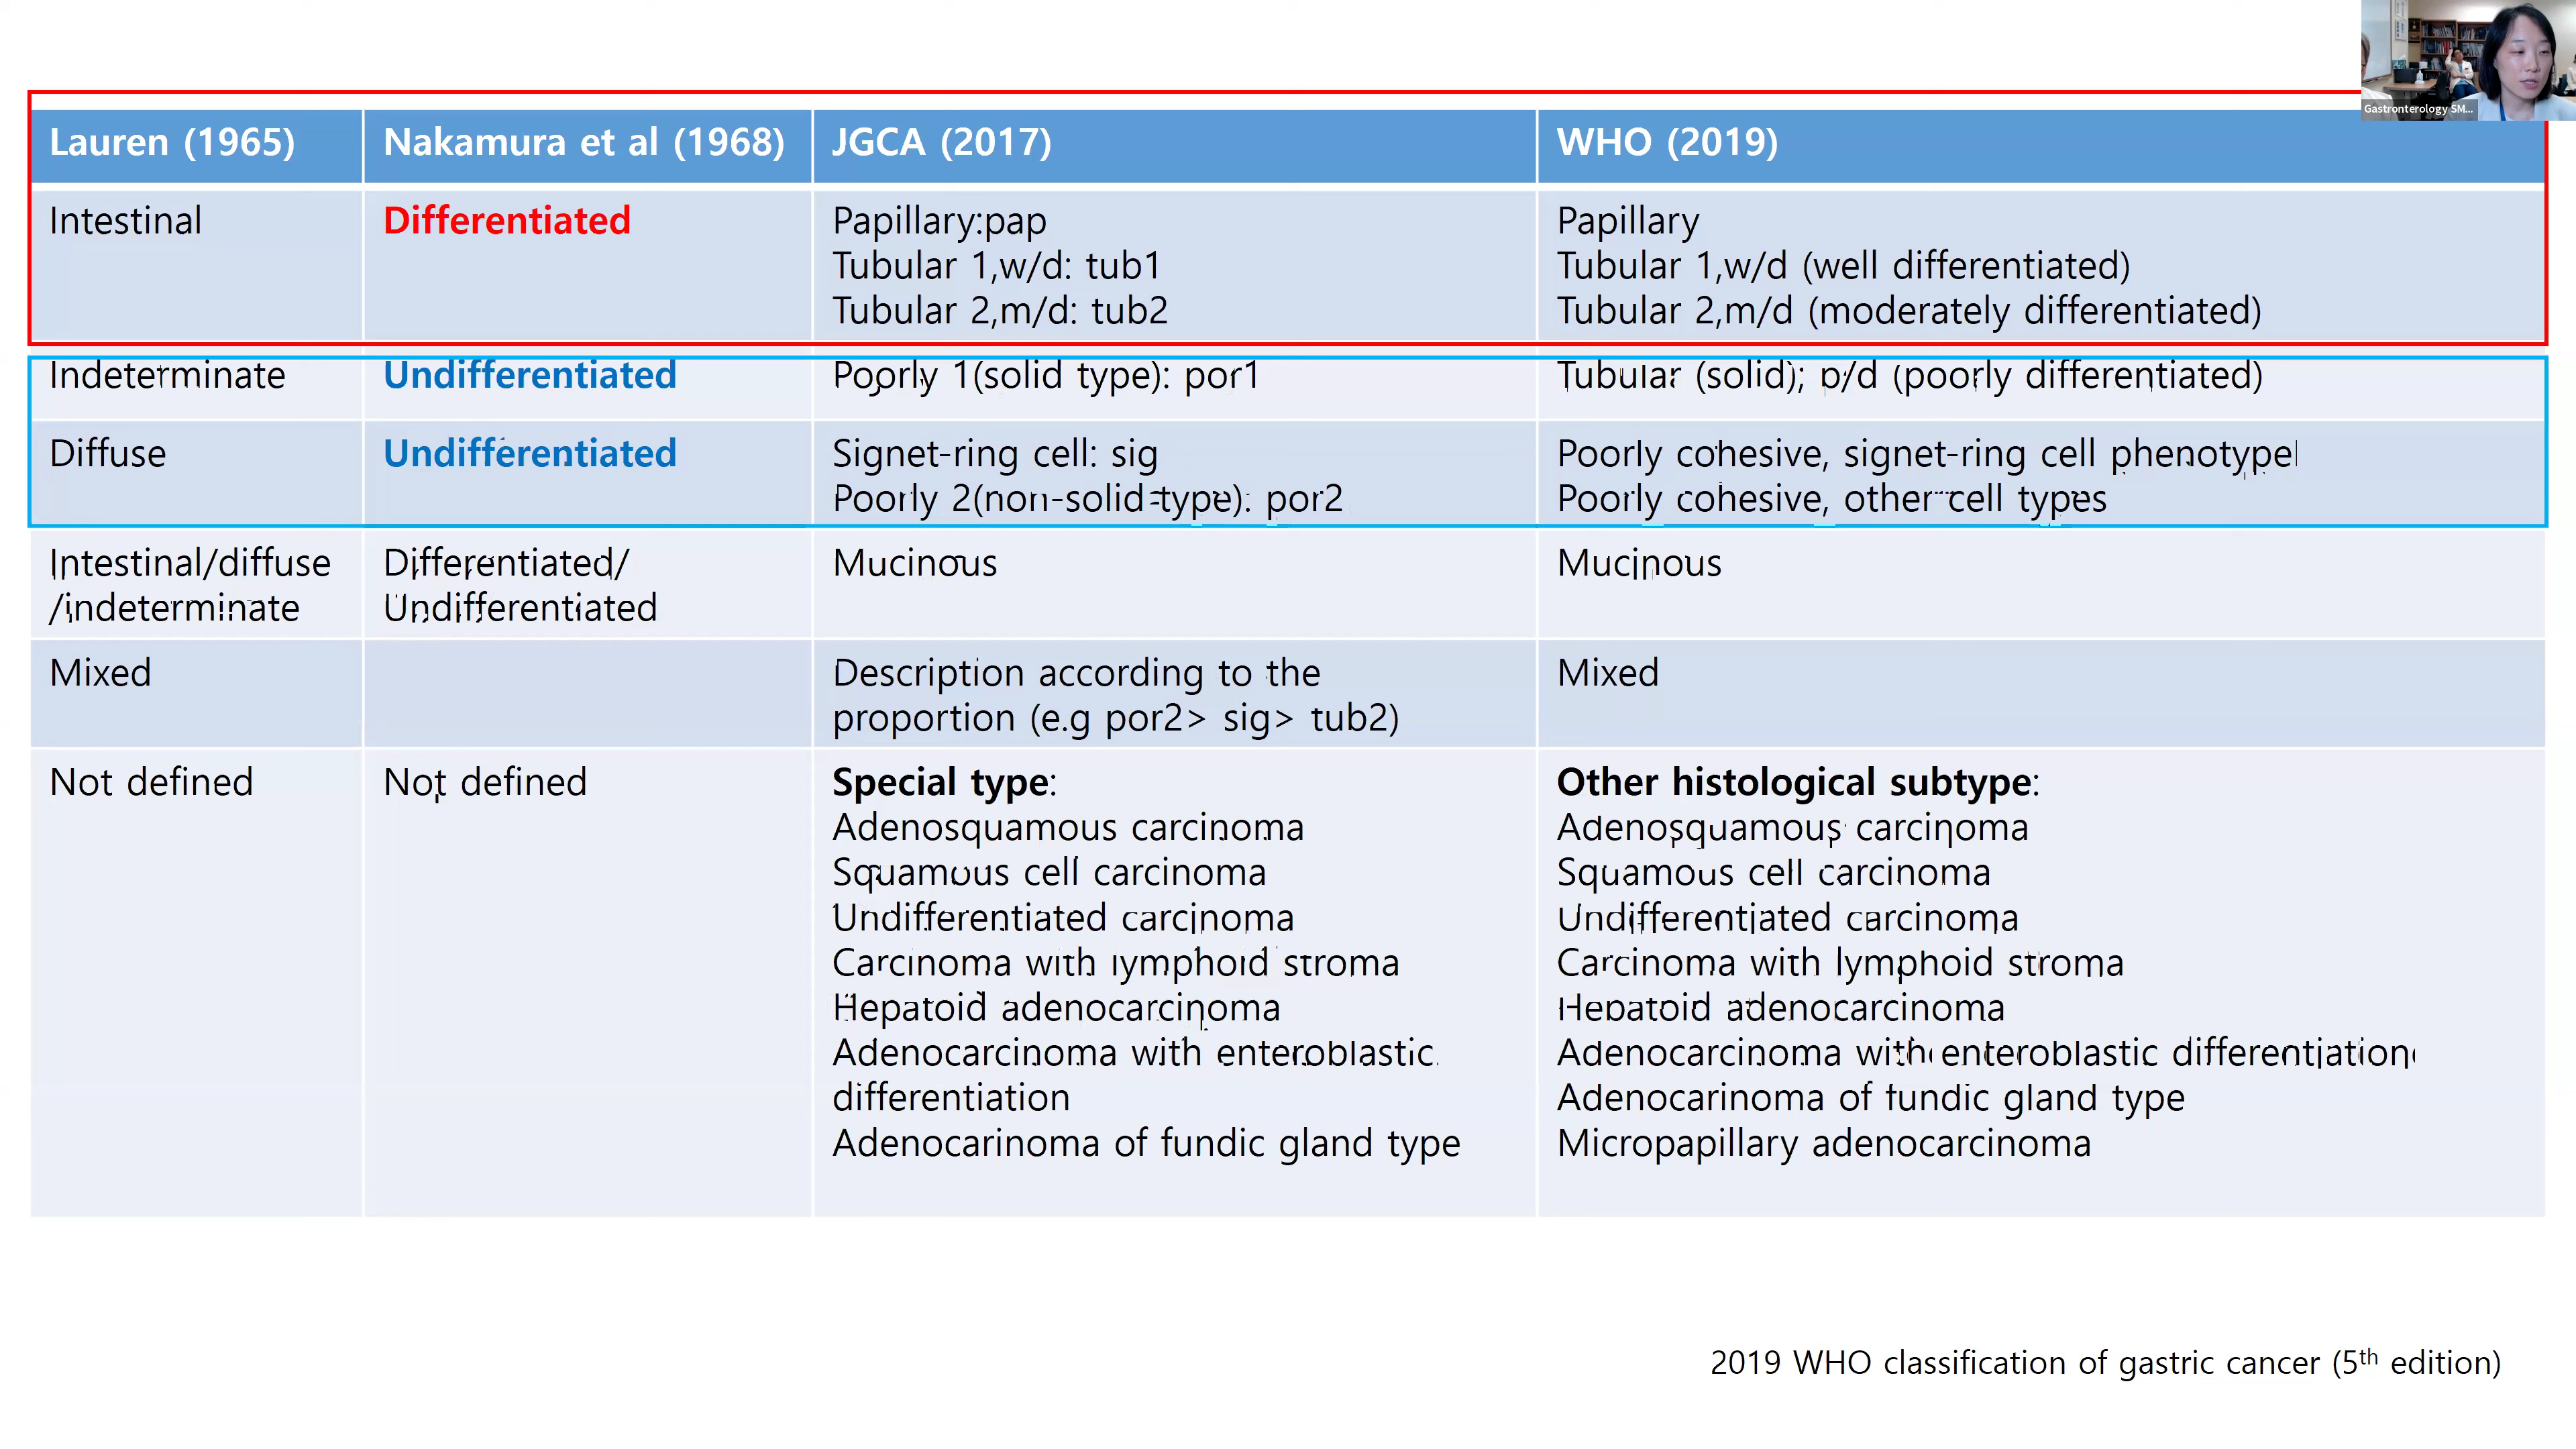 Gastronterology SM...
Lauren (1965)
Nakamura et al (1968)
JGCA (2017)
WHO (2019)
Intestinal
Differentiated
Papillary:pap
Tubular 1,w/d: tub1
Tubular 2,m/d: tub2
Papillary
Tubular 1,w/d (well differentiated)
Tubular 2,m/d (moderately differentiated)
Indeterminate
Undifferentiated
Poorly 1(solid type): por1
Tubular (solid); p/d (poorly differentiated)
Diffuse
Undifferentiated
Signet-ring cell: sig
Poorly 2(non-solid type): por2
Poorly cohesive, signet-ring cell phenotype
Poorly cohesive, other cell types
Intestinal/diffuse
/indeterminate
Differentiated/
Undifferentiated
Mucinous
Mucinous
Mixed
Description according to the
proportion (e.g por2> sig> tub2)
Mixed
Not defined
Not defined
Special type:
Adenosquamous carcinoma
Squamous cell carcinoma
Undifferentiated carcinoma
Carcinoma with lymphoid stroma
Hepatoid adenocarcinoma
Adenocarcinoma with enteroblastic
differentiation
Adenocarinoma of fundic gland type
Other histological subtype:
Adenosquamous carcinoma
Squamous cell carcinoma
Undifferentiated carcinoma
Carcinoma with lymphoid stroma
Hepatoid adenocarcinoma
Adenocarcinoma with enteroblastic differentiation
Adenocarinoma of fundic gland type
Micropapillary adenocarcinoma
2019 WHO classification of gastric cancer (5th edition)